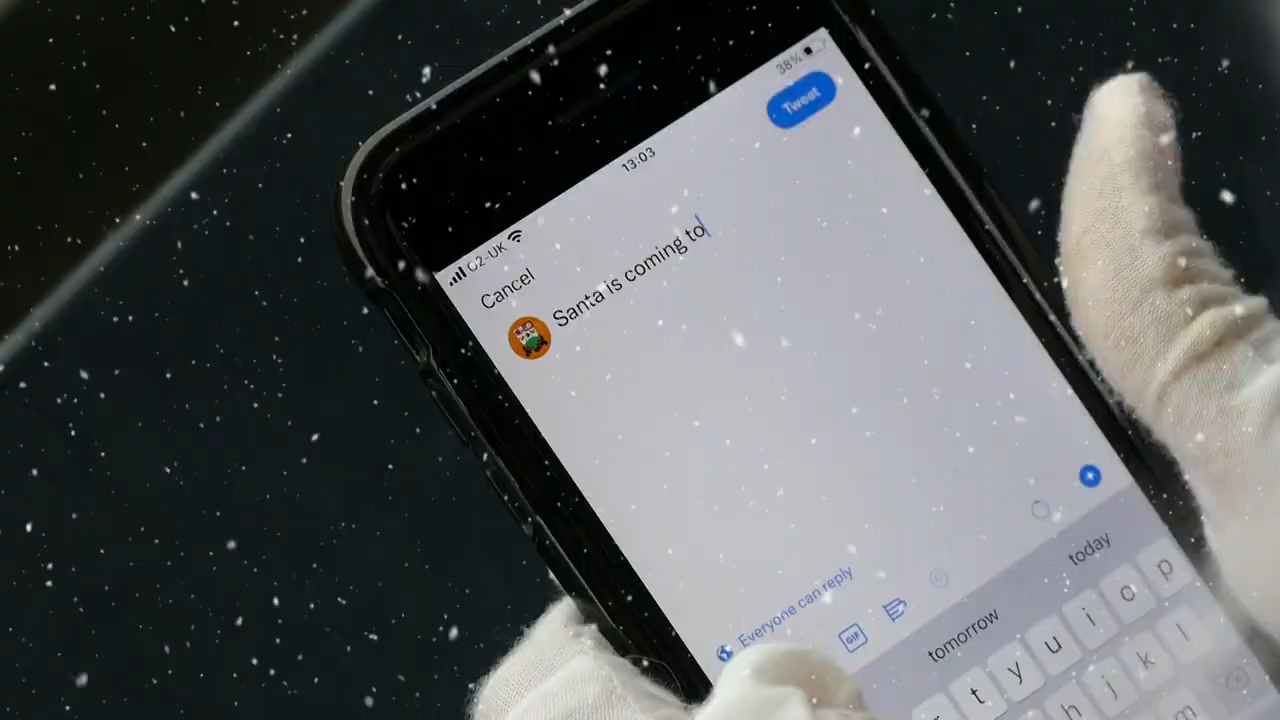 O2-UK
13:03
38%
Cancel
Tweet
Santa is coming to
Everyone can reply
GIF
tomorrow
today
t y u i o p
h j k l
m